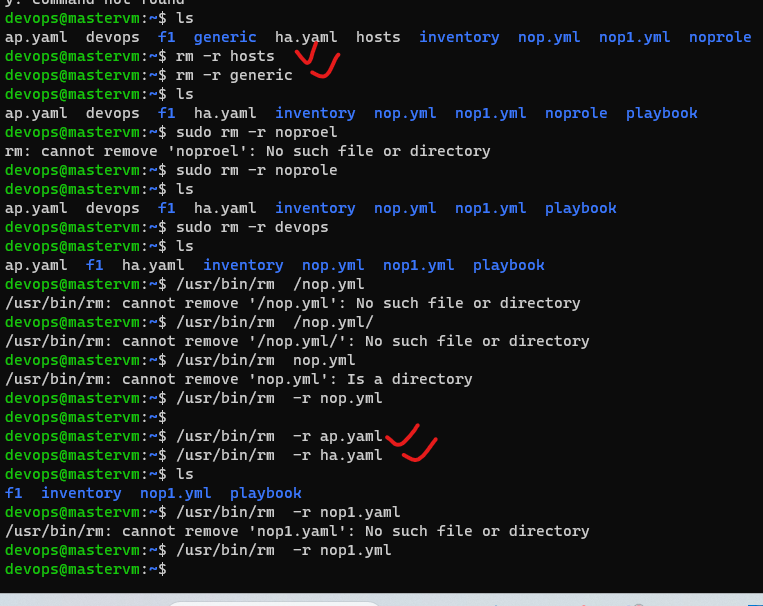 y: command not found
devops@mastervm:~$ ls
ap.yaml  devops  f1  generic  ha.yaml  hosts  inventory  nop.yml  nop1.yml  noprole
devops@mastervm:~$ rm -r hosts
devops@mastervm:~$ rm -r generic
devops@mastervm:~$ ls
ap.yaml  devops  f1  ha.yaml  inventory  nop.yml  nop1.yml  noprole  playbook
devops@mastervm:~$ sudo rm -r noproel
rm: cannot remove 'noproel': No such file or directory
devops@mastervm:~$ sudo rm -r noprole
devops@mastervm:~$ ls
ap.yaml  devops  f1  ha.yaml  inventory  nop.yml  nop1.yml  playbook
devops@mastervm:~$ sudo rm -r devops
devops@mastervm:~$ ls
ap.yaml  f1  ha.yaml  inventory  nop.yml  nop1.yml  playbook
devops@mastervm:~$ /usr/bin/rm  /nop.yml
/usr/bin/rm: cannot remove '/nop.yml': No such file or directory
devops@mastervm:~$ /usr/bin/rm  /nop.yml/
/usr/bin/rm: cannot remove '/nop.yml/': No such file or directory
devops@mastervm:~$ /usr/bin/rm  nop.yml
/usr/bin/rm: cannot remove 'nop.yml': Is a directory
devops@mastervm:~$ /usr/bin/rm  -r nop.yml
devops@mastervm:~$
devops@mastervm:~$ /usr/bin/rm  -r ap.yaml
devops@mastervm:~$ /usr/bin/rm  -r ha.yaml
devops@mastervm:~$ ls
f1  inventory  nop1.yml  playbook
devops@mastervm:~$ /usr/bin/rm  -r nop1.yaml
/usr/bin/rm: cannot remove 'nop1.yaml': No such file or directory
devops@mastervm:~$ /usr/bin/rm  -r nop1.yml
devops@mastervm:~$